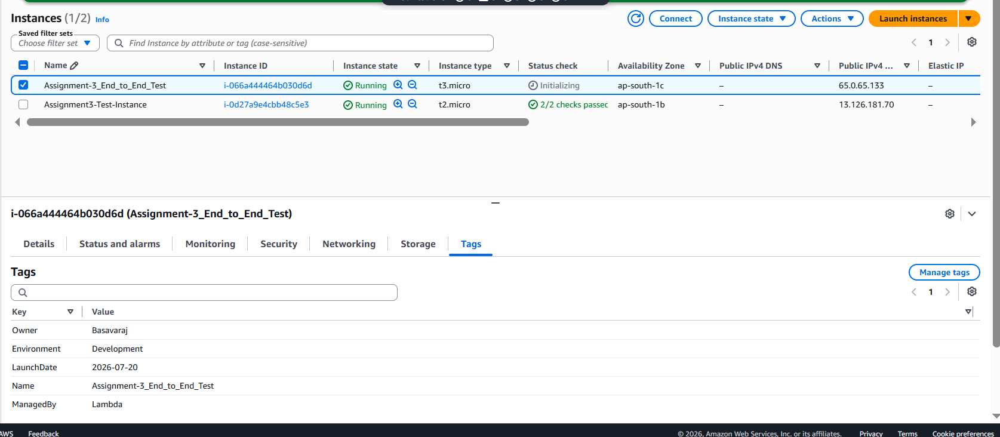 Instances (1/2) Info
Connect
Instance state
Actions
Launch instances
Saved filter sets
Choose filter set
Find Instance by attribute or tag (case-sensitive)
1
Name Instance ID Instance state Instance type Status check Availability Zone Public IPv4 DNS Public IPv4 ... Elastic IP
Assignment-3_End_to_End_Test i-066a444464b030d6d Running t3.micro Initializing ap-south-1c – 65.0.65.133 –
Assignment3-Test-Instance i-0d27a9e4cbb48c5e3 Running t2.micro 2/2 checks passec ap-south-1b – 13.126.181.70 –
i-066a444464b030d6d (Assignment-3_End_to_End_Test)
Details Status and alarms Monitoring Security Networking Storage Tags
Tags
Manage tags
1
Key Value
Owner Basavaraj
Environment Development
LaunchDate 2026-07-20
Name Assignment-3_End_to_End_Test
ManagedBy Lambda
AWS Feedback © 2026, Amazon Web Services, Inc. or its affiliates. Privacy Terms Cookie preferences